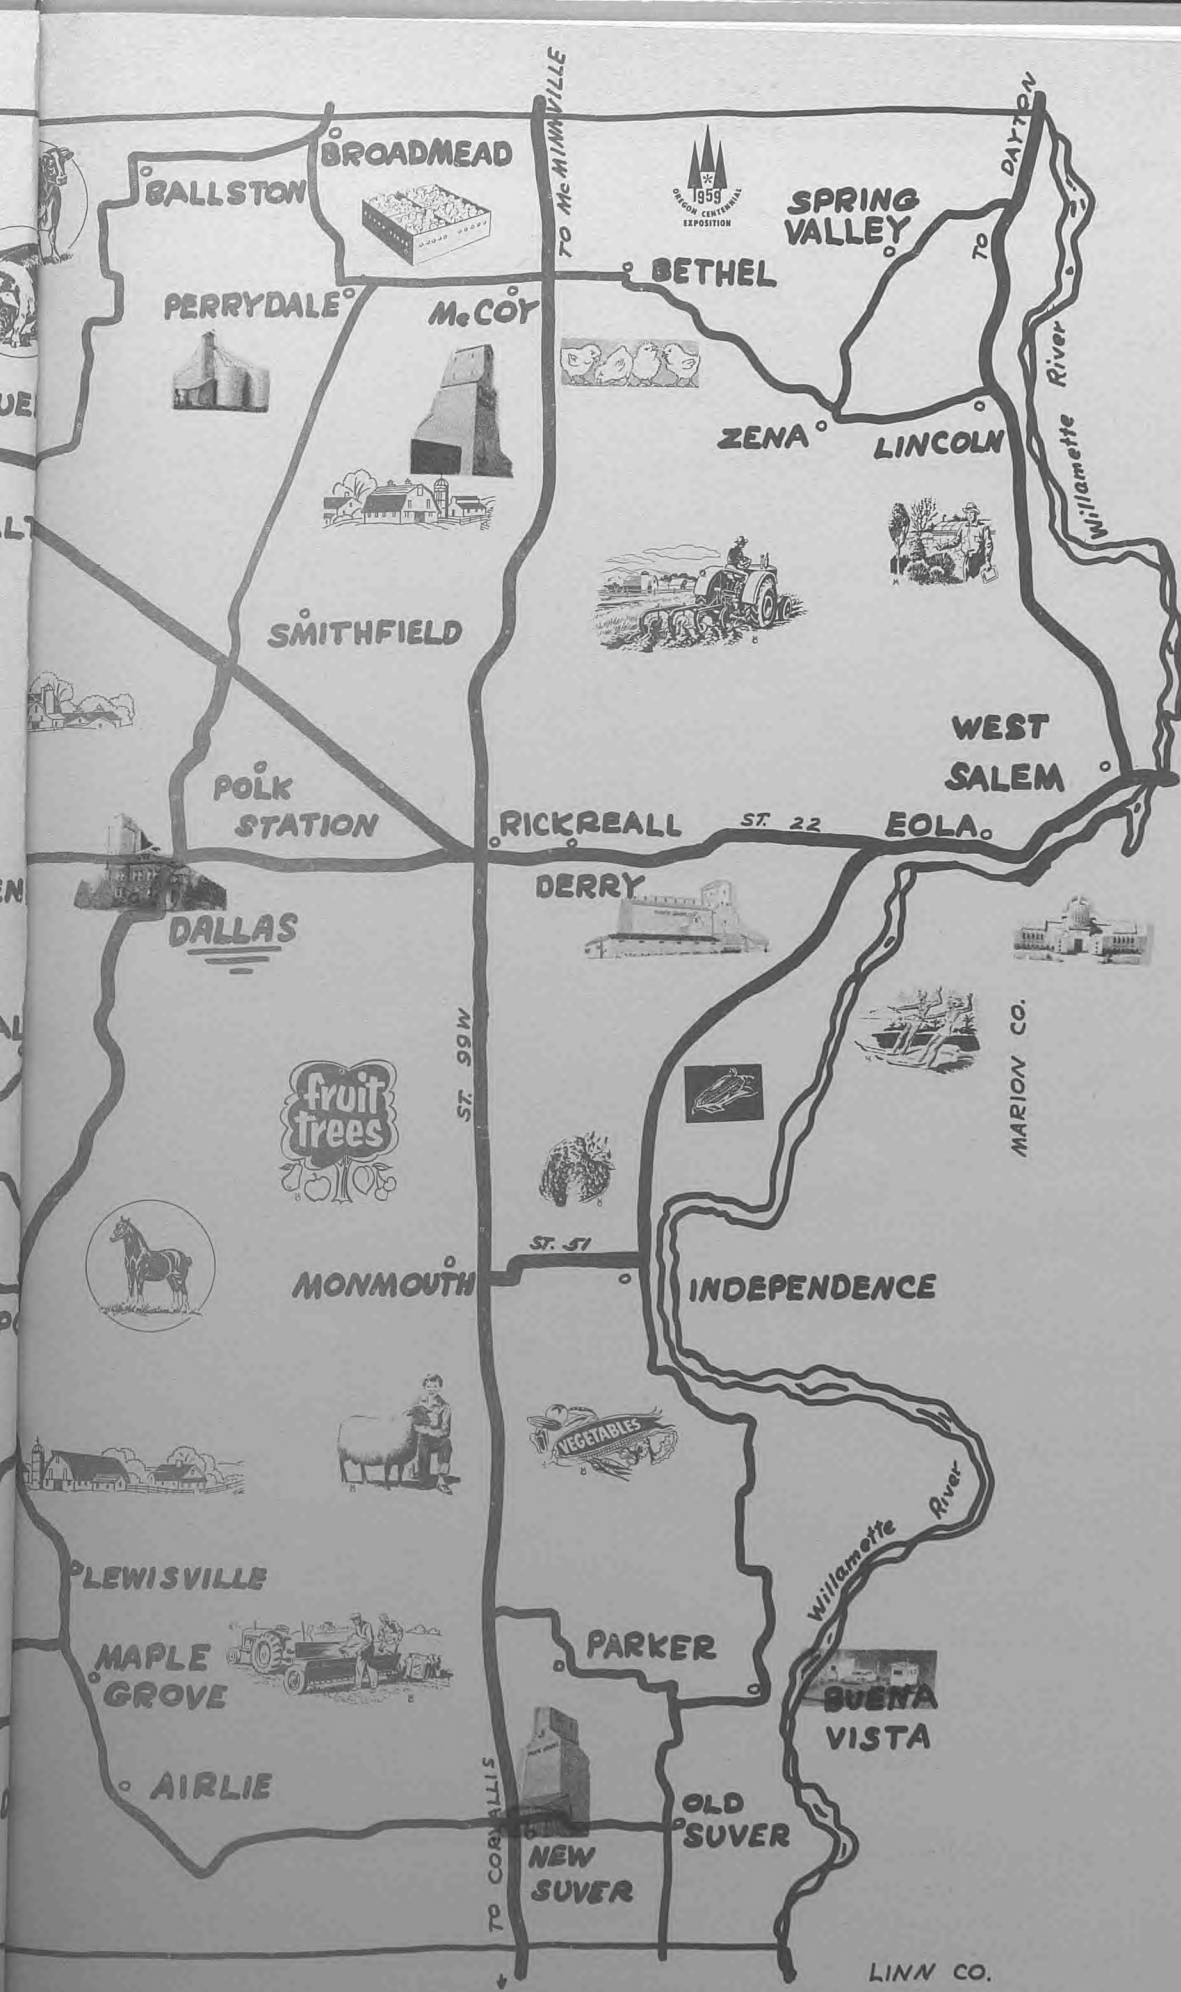 TO McMINNVILLE
TO DAYTON
BROADMEAD
BALLSTON
1959
OREGON CENTENNIAL
EXPOSITION
SPRING
VALLEY
BETHEL
PERRYDALE
McCOY
Willamette River
ZENA
LINCOLN
SMITHFIELD
WEST
SALEM
POLK
STATION
RICKREALL
ST. 22
EOLA
DERRY
DALLAS
ST. 99W
MARION CO.
fruit
trees
ST. 51
MONMOUTH
INDEPENDENCE
VEGETABLES
Willamette River
LEWISVILLE
MAPLE
GROVE
PARKER
BUENA
VISTA
AIRLIE
OLD
SUVER
TO CORVALLIS
NEW
SUVER
LINN CO.